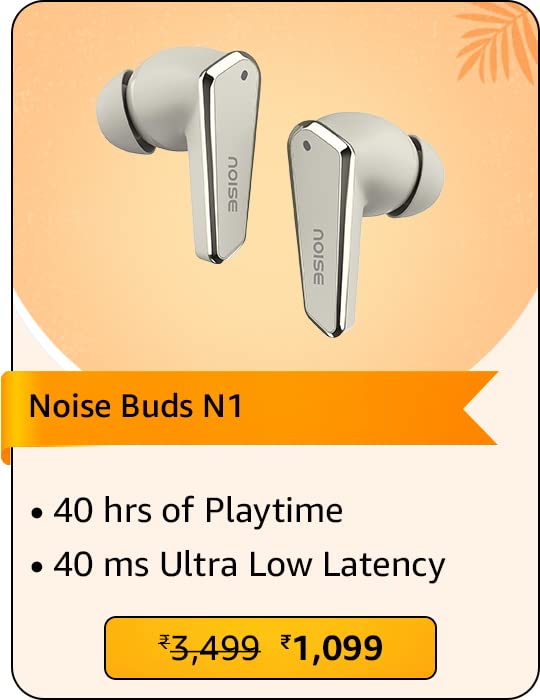 NOISE
NOISE
Noise Buds N1
• 40 hrs of Playtime
• 40 ms Ultra Low Latency
₹3,499 ₹1,099